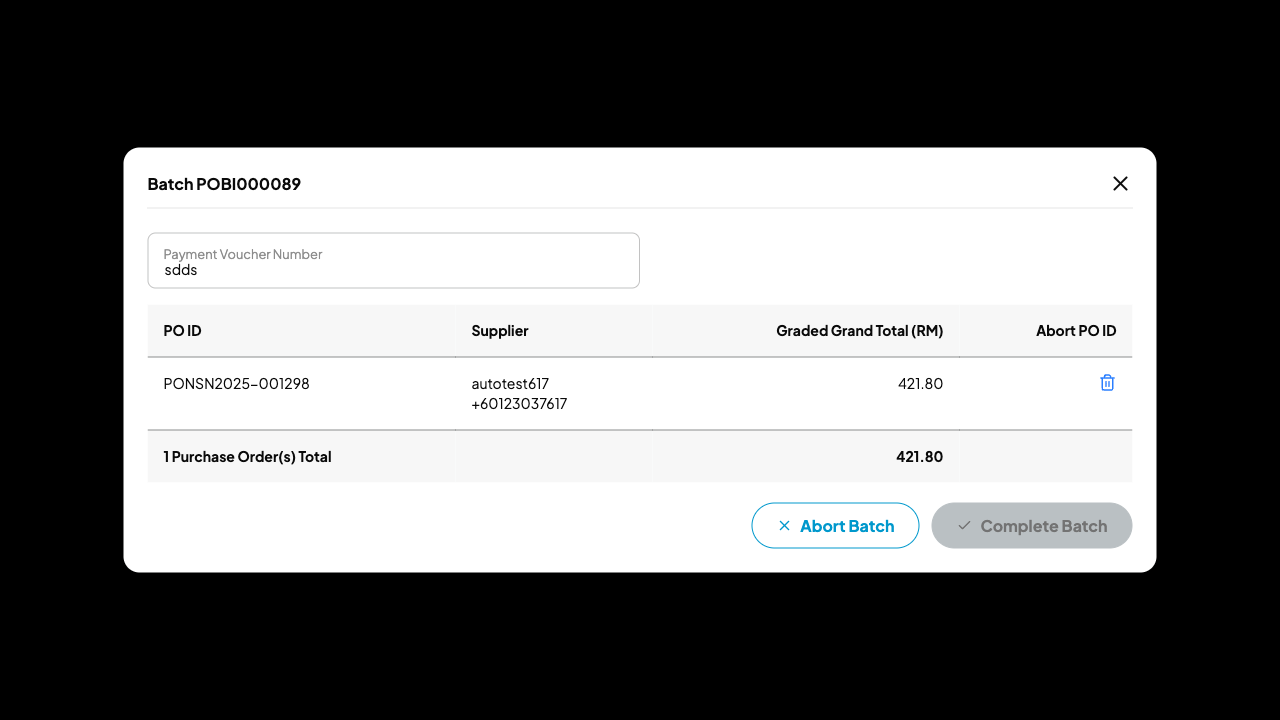 Batch POBI000089
Payment Voucher Number
sdds
PO ID Supplier Graded Grand Total (RM) Abort PO ID
PONSN2025-001298 autotest617 421.80
+60123037617
1 Purchase Order(s) Total 421.80
Abort Batch Complete Batch